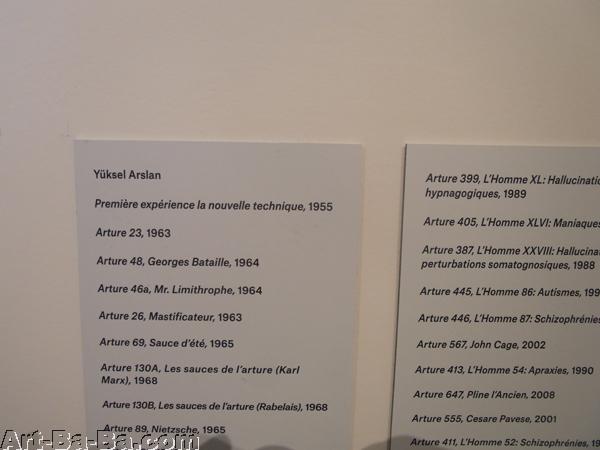 Yüksel Arslan
Première expérience la nouvelle technique, 1955
Arture 23, 1963
Arture 48, Georges Bataille, 1964
Arture 46a, Mr. Limithrophe, 1964
Arture 26, Mastificateur, 1963
Arture 69, Sauce d'été, 1965
Arture 130A, Les sauces de l'arture (Karl
Marx), 1968
Arture 130B, Les sauces de l'arture (Rabelais), 1968
Arture 89, Nietzsche, 1965
Arture 399, L'Homme XL: Hallucinatio
hypnagogiques, 1989
Arture 405, L'Homme XLVI: Maniaques
Arture 387, L'Homme XXVIII: Hallucina
perturbations somatognosiques, 1988
Arture 445, L'Homme 86: Autismes, 199
Arture 446, L'Homme 87: Schizophrénies
Arture 567, John Cage, 2002
Arture 413, L'Homme 54: Apraxies, 1990
Arture 647, Pline l'Ancien, 2008
Arture 555, Cesare Pavese, 2001
Arture 411, L'Homme 52: Schizophrénies, 19
Art-Ba-Ba.com